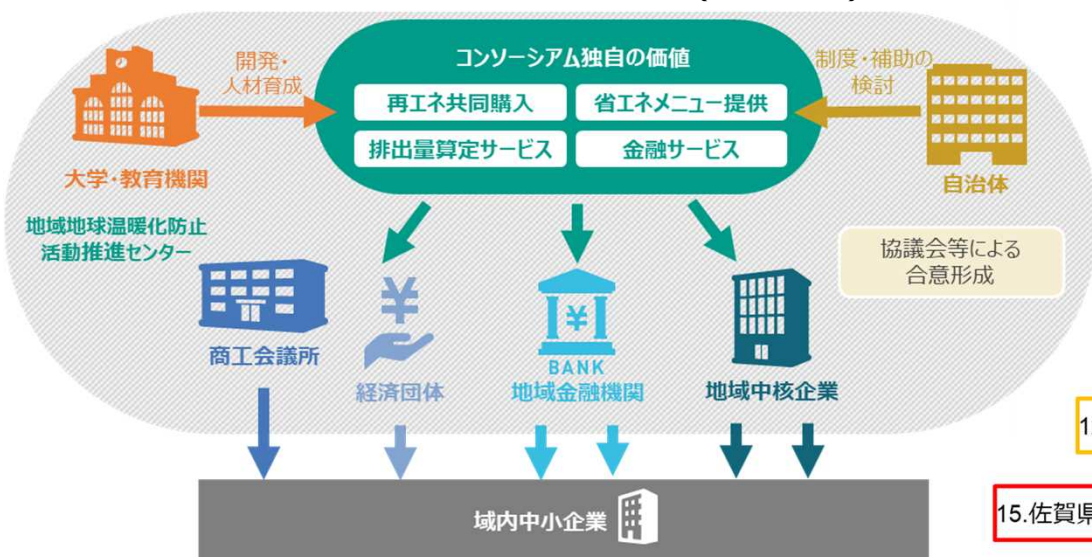 コンソーシアム独自の価値
再エネ共同購入
省エネメニュー提供
排出量算定サービス
金融サービス
開発・
人材育成
制度・補助の
検討
大学・教育機関
自治体
地域地球温暖化防止
活動推進センター
協議会等による
合意形成
商工会議所
¥
経済団体
¥
BANK
地域金融機関
地域中核企業
域内中小企業
1
15.佐賀県